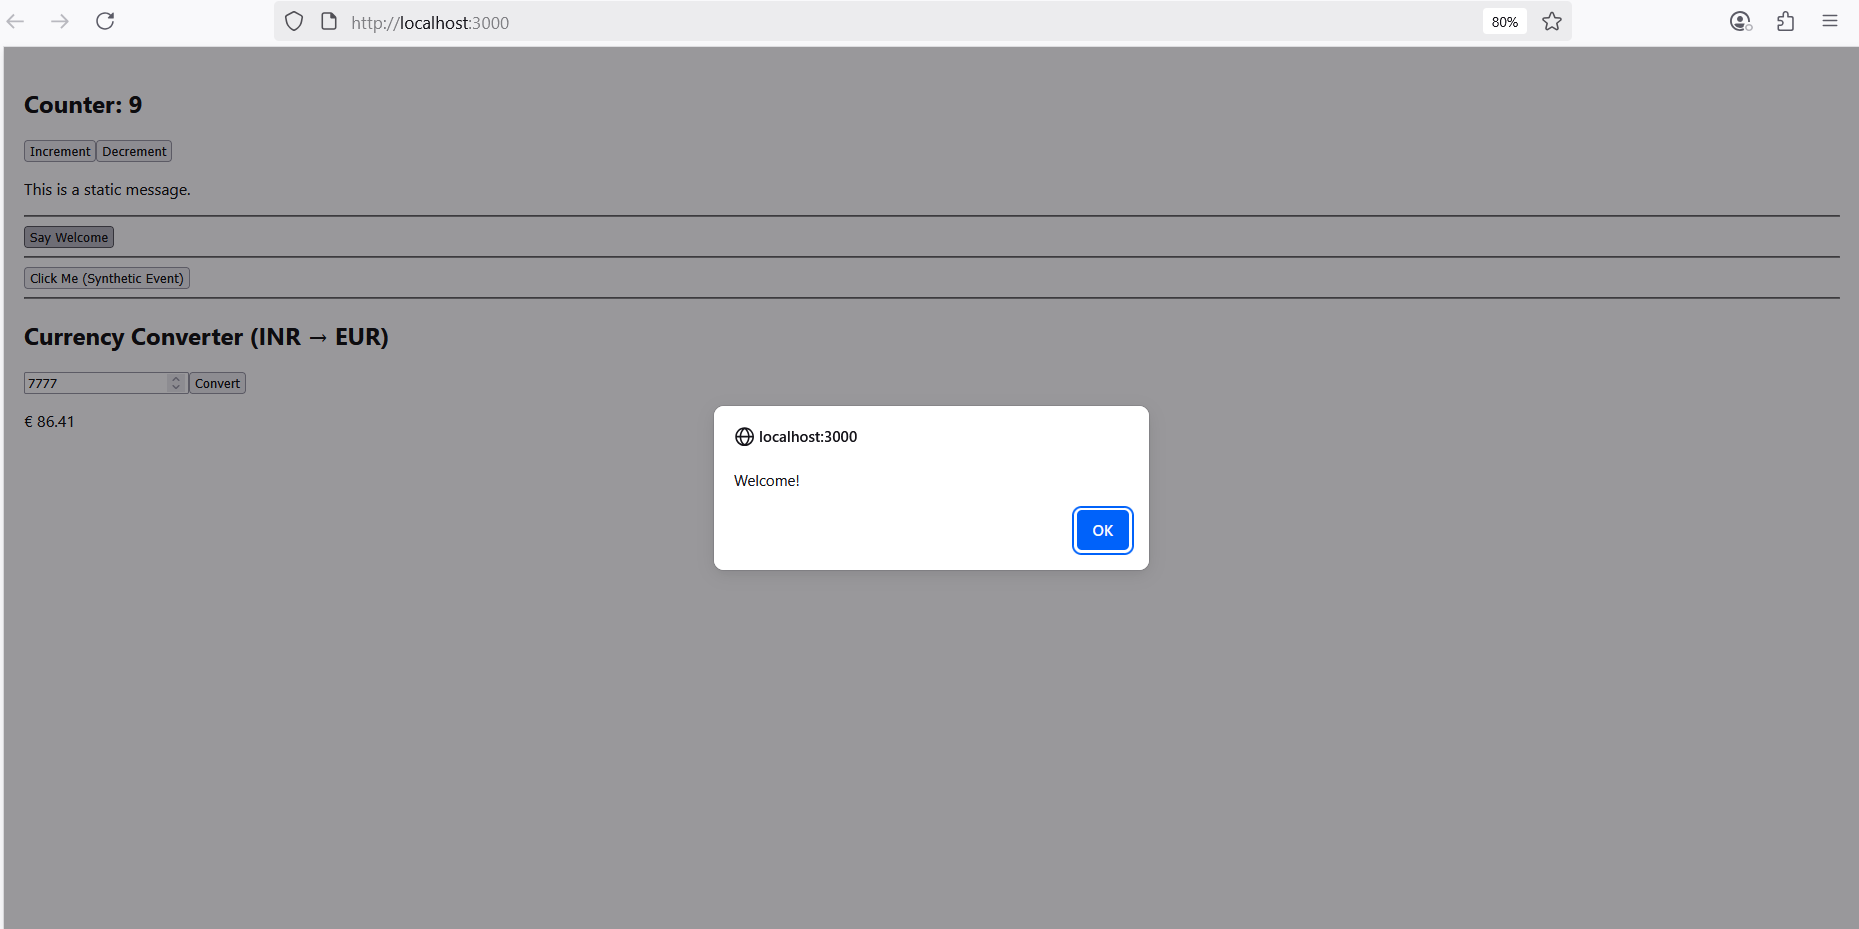 http://localhost:3000
80%
Counter: 9
Increment Decrement
This is a static message.
Say Welcome
Click Me (Synthetic Event)
Currency Converter (INR → EUR)
7777 Convert
€ 86.41
localhost:3000
Welcome!
OK